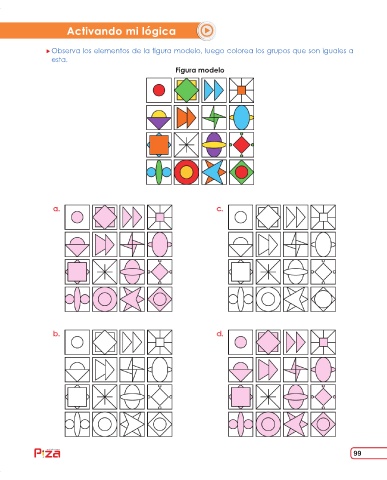 Activando mi lógica
Observa los elementos de la figura modelo, luego colorea los grupos que son iguales a
esta.
Figura modelo
a.
c.
b.
d.
Piza
99